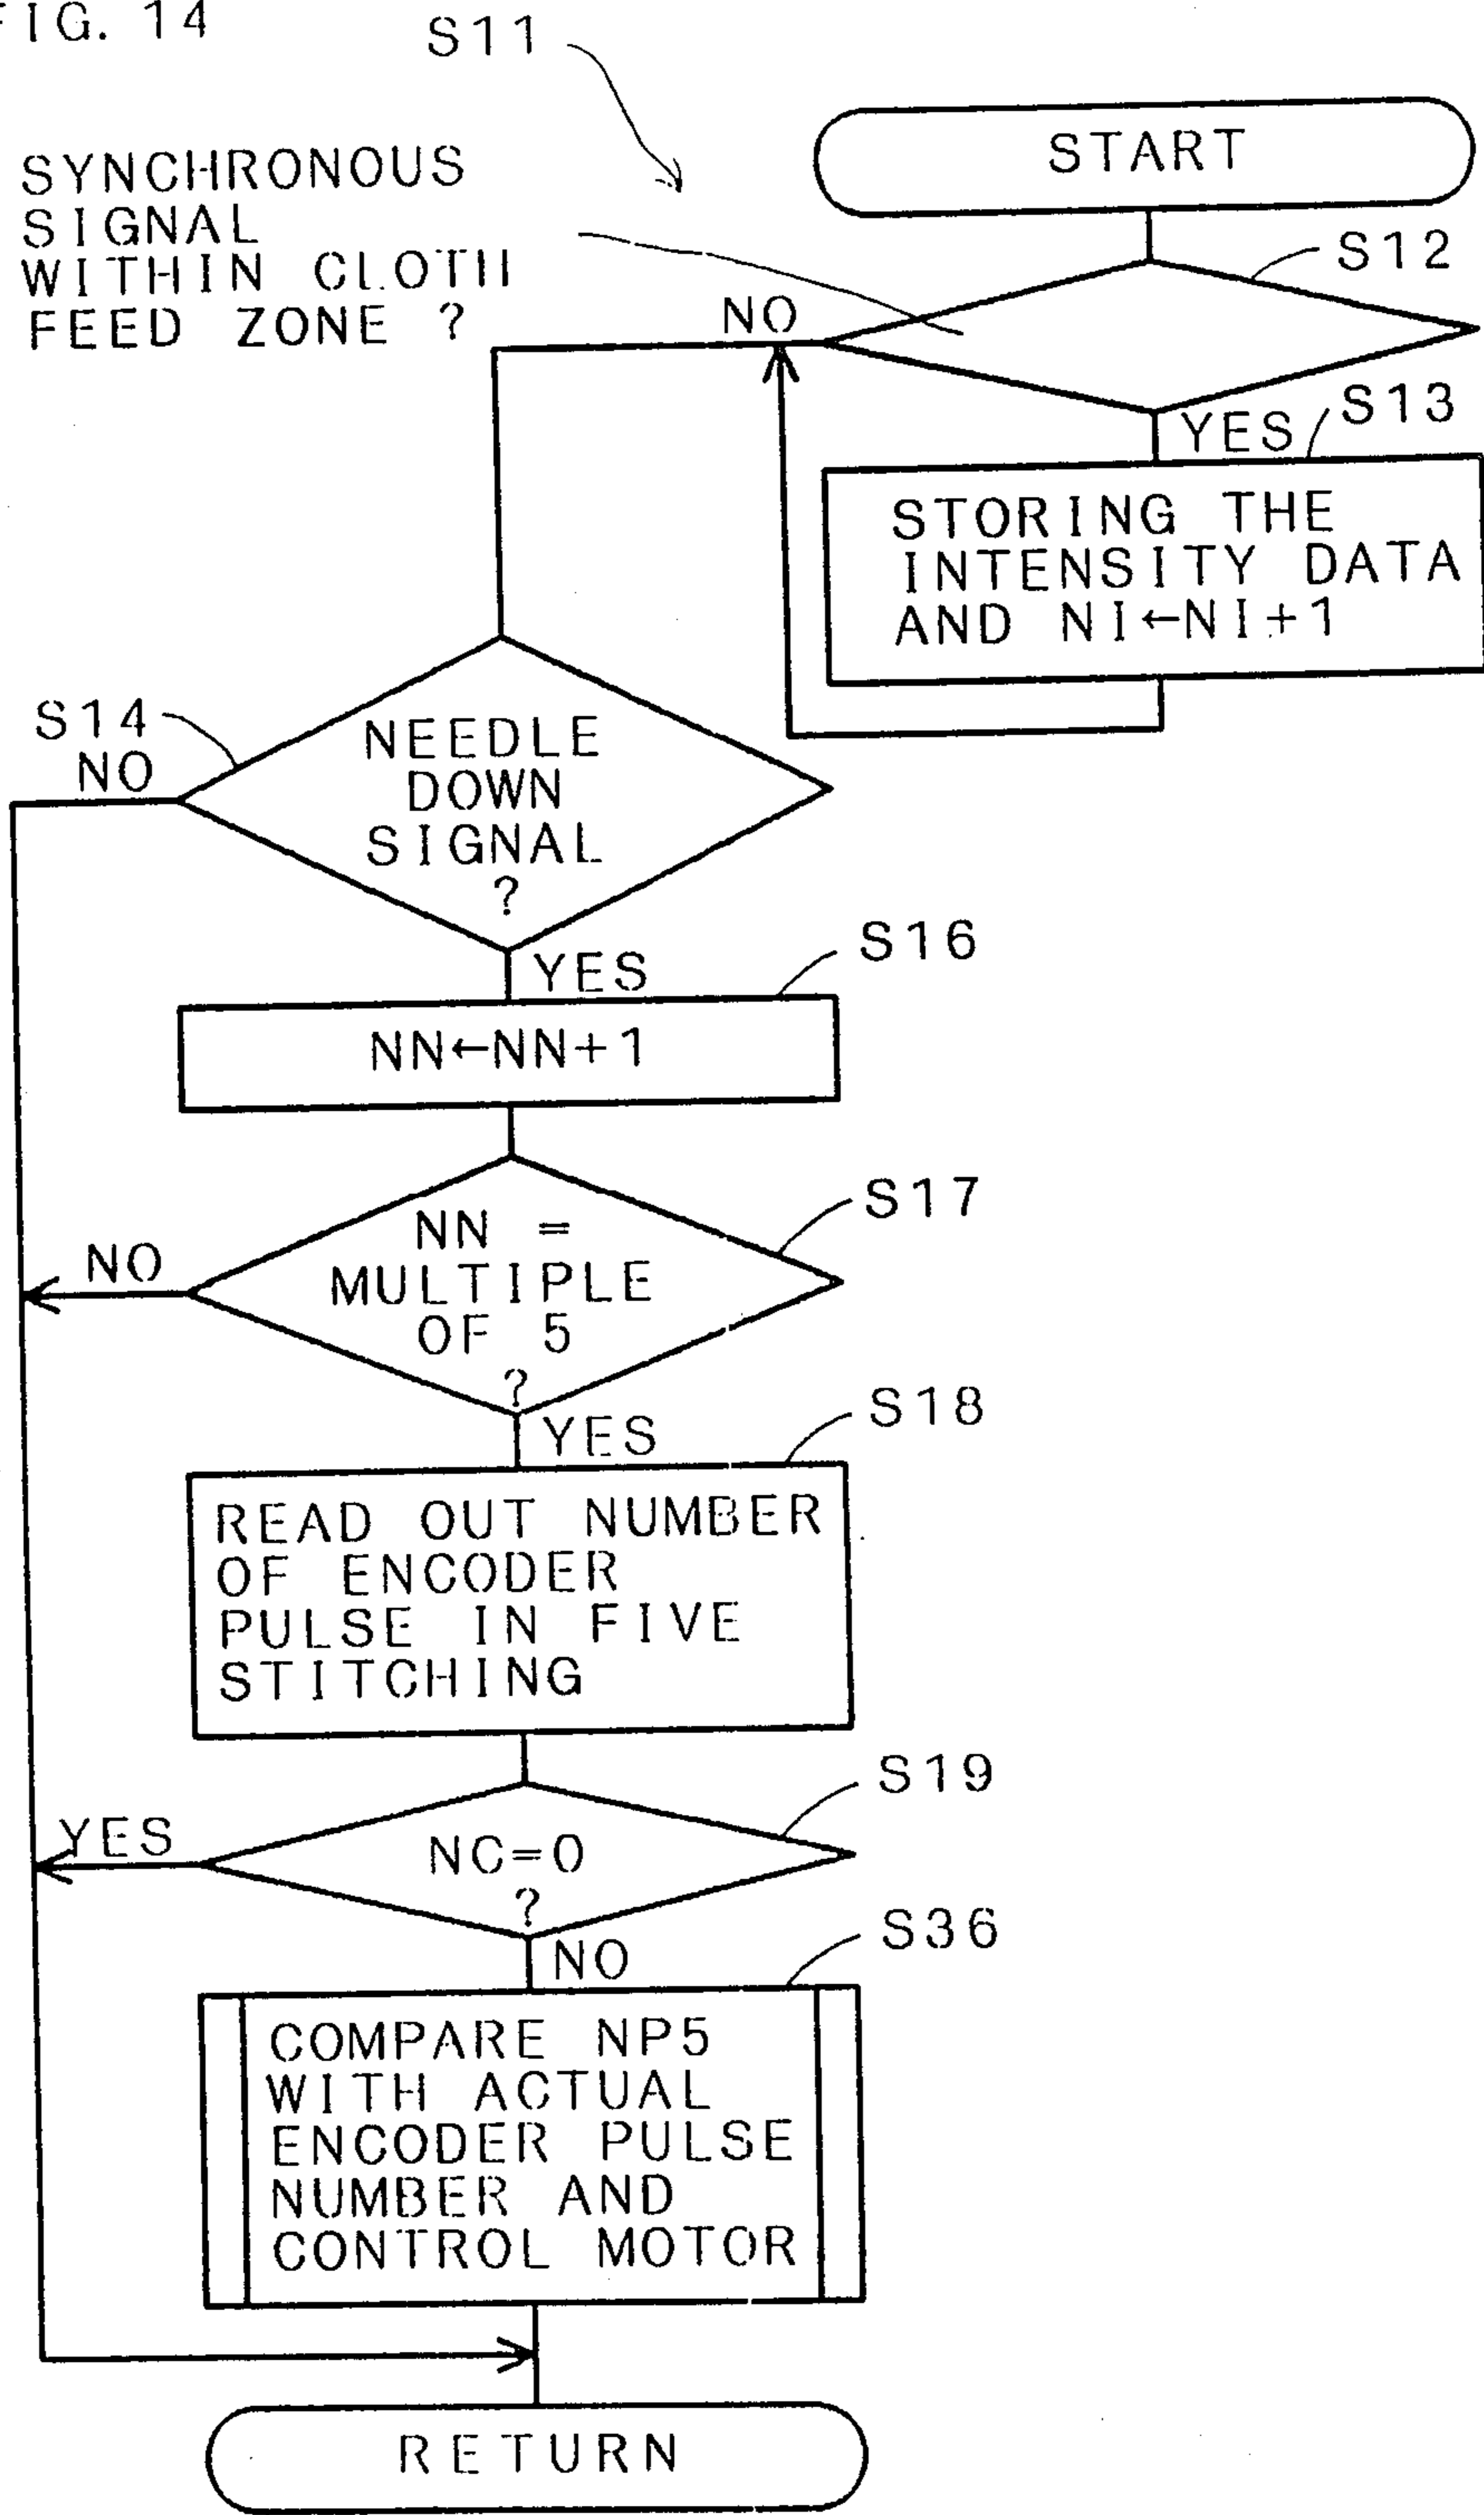 FIG. 14
S11
START
SYNCHRONOUS
SIGNAL
WITHIN CLOTH
FEED ZONE ?
S12
NO
YES
S13
STORING THE
INTENSITY DATA
AND NI←NI+1
S14
NO
NEEDLE
DOWN
SIGNAL
?
YES
S16
NN←NN+1
S17
NO
NN =
MULTIPLE
OF 5
?
YES
S18
READ OUT NUMBER
OF ENCODER
PULSE IN FIVE
STITCHING
S19
YES
NC=0
?
NO
S36
COMPARE NP5
WITH ACTUAL
ENCODER PULSE
NUMBER AND
CONTROL MOTOR
RETURN